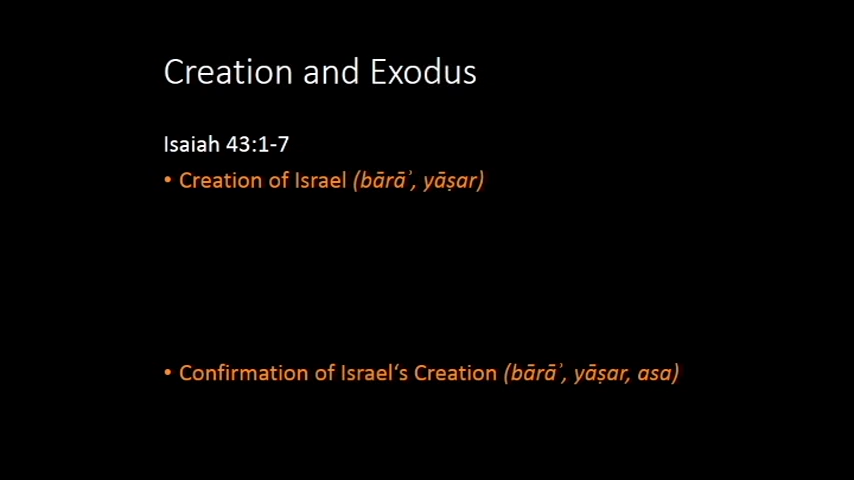 Creation and Exodus
Isaiah 43:1-7
• Creation of Israel (bārāʾ, yāṣar)
• Confirmation of Israel‘s Creation (bārāʾ, yāṣar, asa)